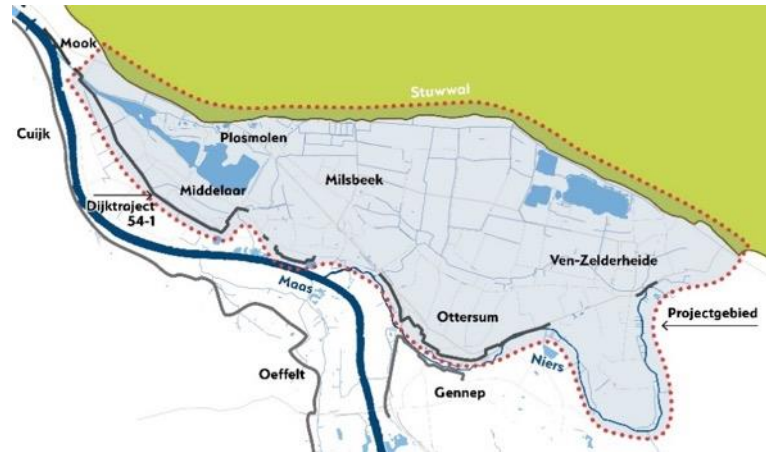 Mook
Stuwwal
Cuijk
Plasmolen
Middelaar
Milsbeek
Dijktraject
54-1
Ven-Zelderheide
Maas
Ottersum
Projectgebied
Niers
Oeffelt
Gennep